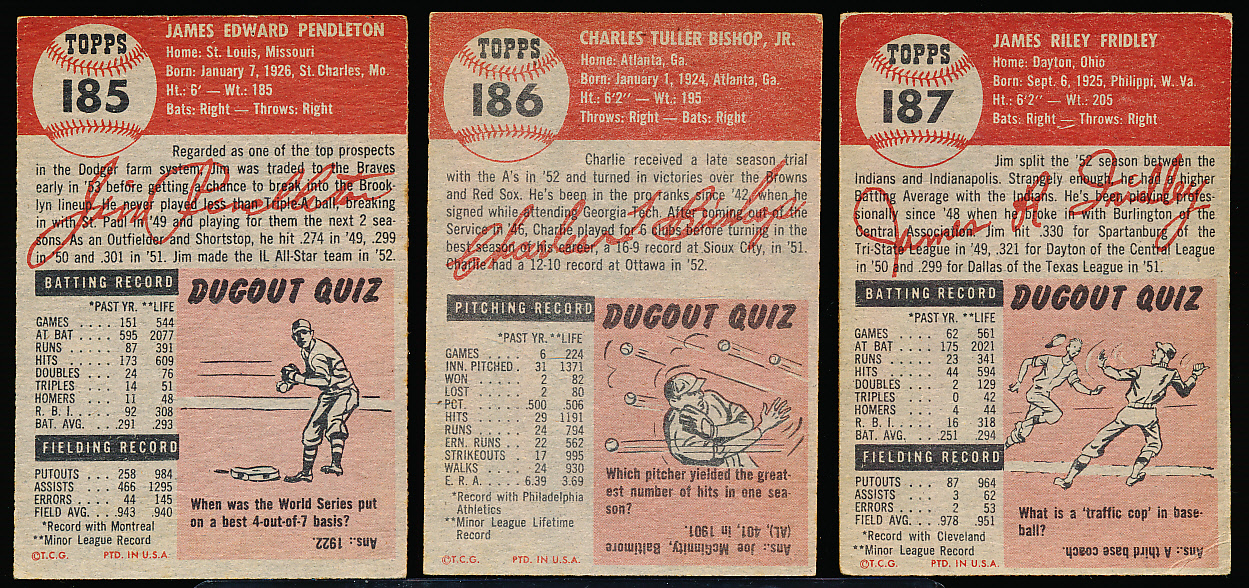 TOPPS
185
JAMES EDWARD PENDLETON
Home: St. Louis, Missouri
Born: January 7, 1926, St. Charles, Mo.
Ht.: 6' — Wt.: 185
Bats: Right — Throws: Right
Regarded as one of the top prospects
in the Dodger farm system, Jim was traded to the Braves
early in '53 before getting a chance to break into the Brook-
lyn lineup. He never played less than Triple-A ball, breaking
in with St. Paul in '49 and playing for them the next 2 sea-
sons. As an Outfielder and Shortstop, he hit .274 in '49, .299
in '50 and .301 in '51. Jim made the IL All-Star team in '52.
Jim Pendleton
BATTING RECORD
*PAST YR. **LIFE
GAMES .... 151 544
AT BAT .... 595 2077
RUNS .... 87 391
HITS .... 173 609
DOUBLES ... 24 76
TRIPLES ... 14 51
HOMERS ... 11 48
R. B. I. .... 92 308
BAT. AVG. .. .291 .293
FIELDING RECORD
PUTOUTS .. 258 984
ASSISTS ... 466 1295
ERRORS ... 44 145
FIELD AVG. . .943 .940
*Record with Montreal
**Minor League Record
DUGOUT QUIZ
When was the World Series put
on a best 4-out-of-7 basis?
Ans.: 1922
©T.C.G. PTD. IN U.S.A.
TOPPS
186
CHARLES TULLER BISHOP, JR.
Home: Atlanta, Ga.
Born: January 1, 1924, Atlanta, Ga.
Ht.: 6'2" — Wt.: 195
Throws: Right — Bats: Right
Charlie received a late season trial
with the A's in '52 and turned in victories over the Browns
and Red Sox. He's been in the pro ranks since '42 when he
signed while attending Georgia Tech. After coming out of the
Service in '46, Charlie played for 7 clubs before turning in the
best season of his career, a 16-9 record at Sioux City, in '51.
Charlie had a 12-10 record at Ottawa in '52.
Charles T Bishop
PITCHING RECORD
*PAST YR. **LIFE
GAMES ... 6 224
INN. PITCHED. 31 1371
WON .... 2 82
LOST .... 2 80
PCT. .... .500 .506
HITS .... 29 1191
RUNS .... 24 794
ERN. RUNS .. 22 562
STRIKEOUTS . 17 995
WALKS ... 24 930
E. R. A. .... 6.39 3.69
*Record with Philadelphia
Athletics
**Minor League Lifetime
Record
DUGOUT QUIZ
Which pitcher yielded the great-
est number of hits in one sea-
son?
Ans.: Joe McGinnity, Baltimore
(AL), 401, in 1901.
©T.C.G. PTD. IN U.S.A.
TOPPS
187
JAMES RILEY FRIDLEY
Home: Dayton, Ohio
Born: Sept. 6, 1925, Philippi, W. Va.
Ht.: 6'2" — Wt.: 205
Bats: Right — Throws: Right
Jim split the '52 season between the
Indians and Indianapolis. Strangely enough, he had a higher
Batting Average with the Indians. He's been playing profes-
sionally since '48 when he broke in with Burlington of the
Central Association. Jim hit .330 for Spartanburg of the
Tri-State League in '49, .321 for Dayton of the Central League
in '50 and .299 for Dallas of the Texas League in '51.
James R Fridley
BATTING RECORD
*PAST YR. **LIFE
GAMES .... 62 561
AT BAT .... 175 2021
RUNS .... 23 341
HITS .... 44 594
DOUBLES ... 2 129
TRIPLES ... 0 42
HOMERS ... 4 44
R. B. I. .... 16 318
BAT. AVG. .. .251 .294
FIELDING RECORD
PUTOUTS .. 87 964
ASSISTS ... 3 62
ERRORS ... 2 53
FIELD AVG. . .978 .951
*Record with Cleveland
**Minor League
Record
DUGOUT QUIZ
What is a 'traffic cop' in base-
ball?
Ans.: A third base coach.
©T.C.G. PTD. IN U.S.A.